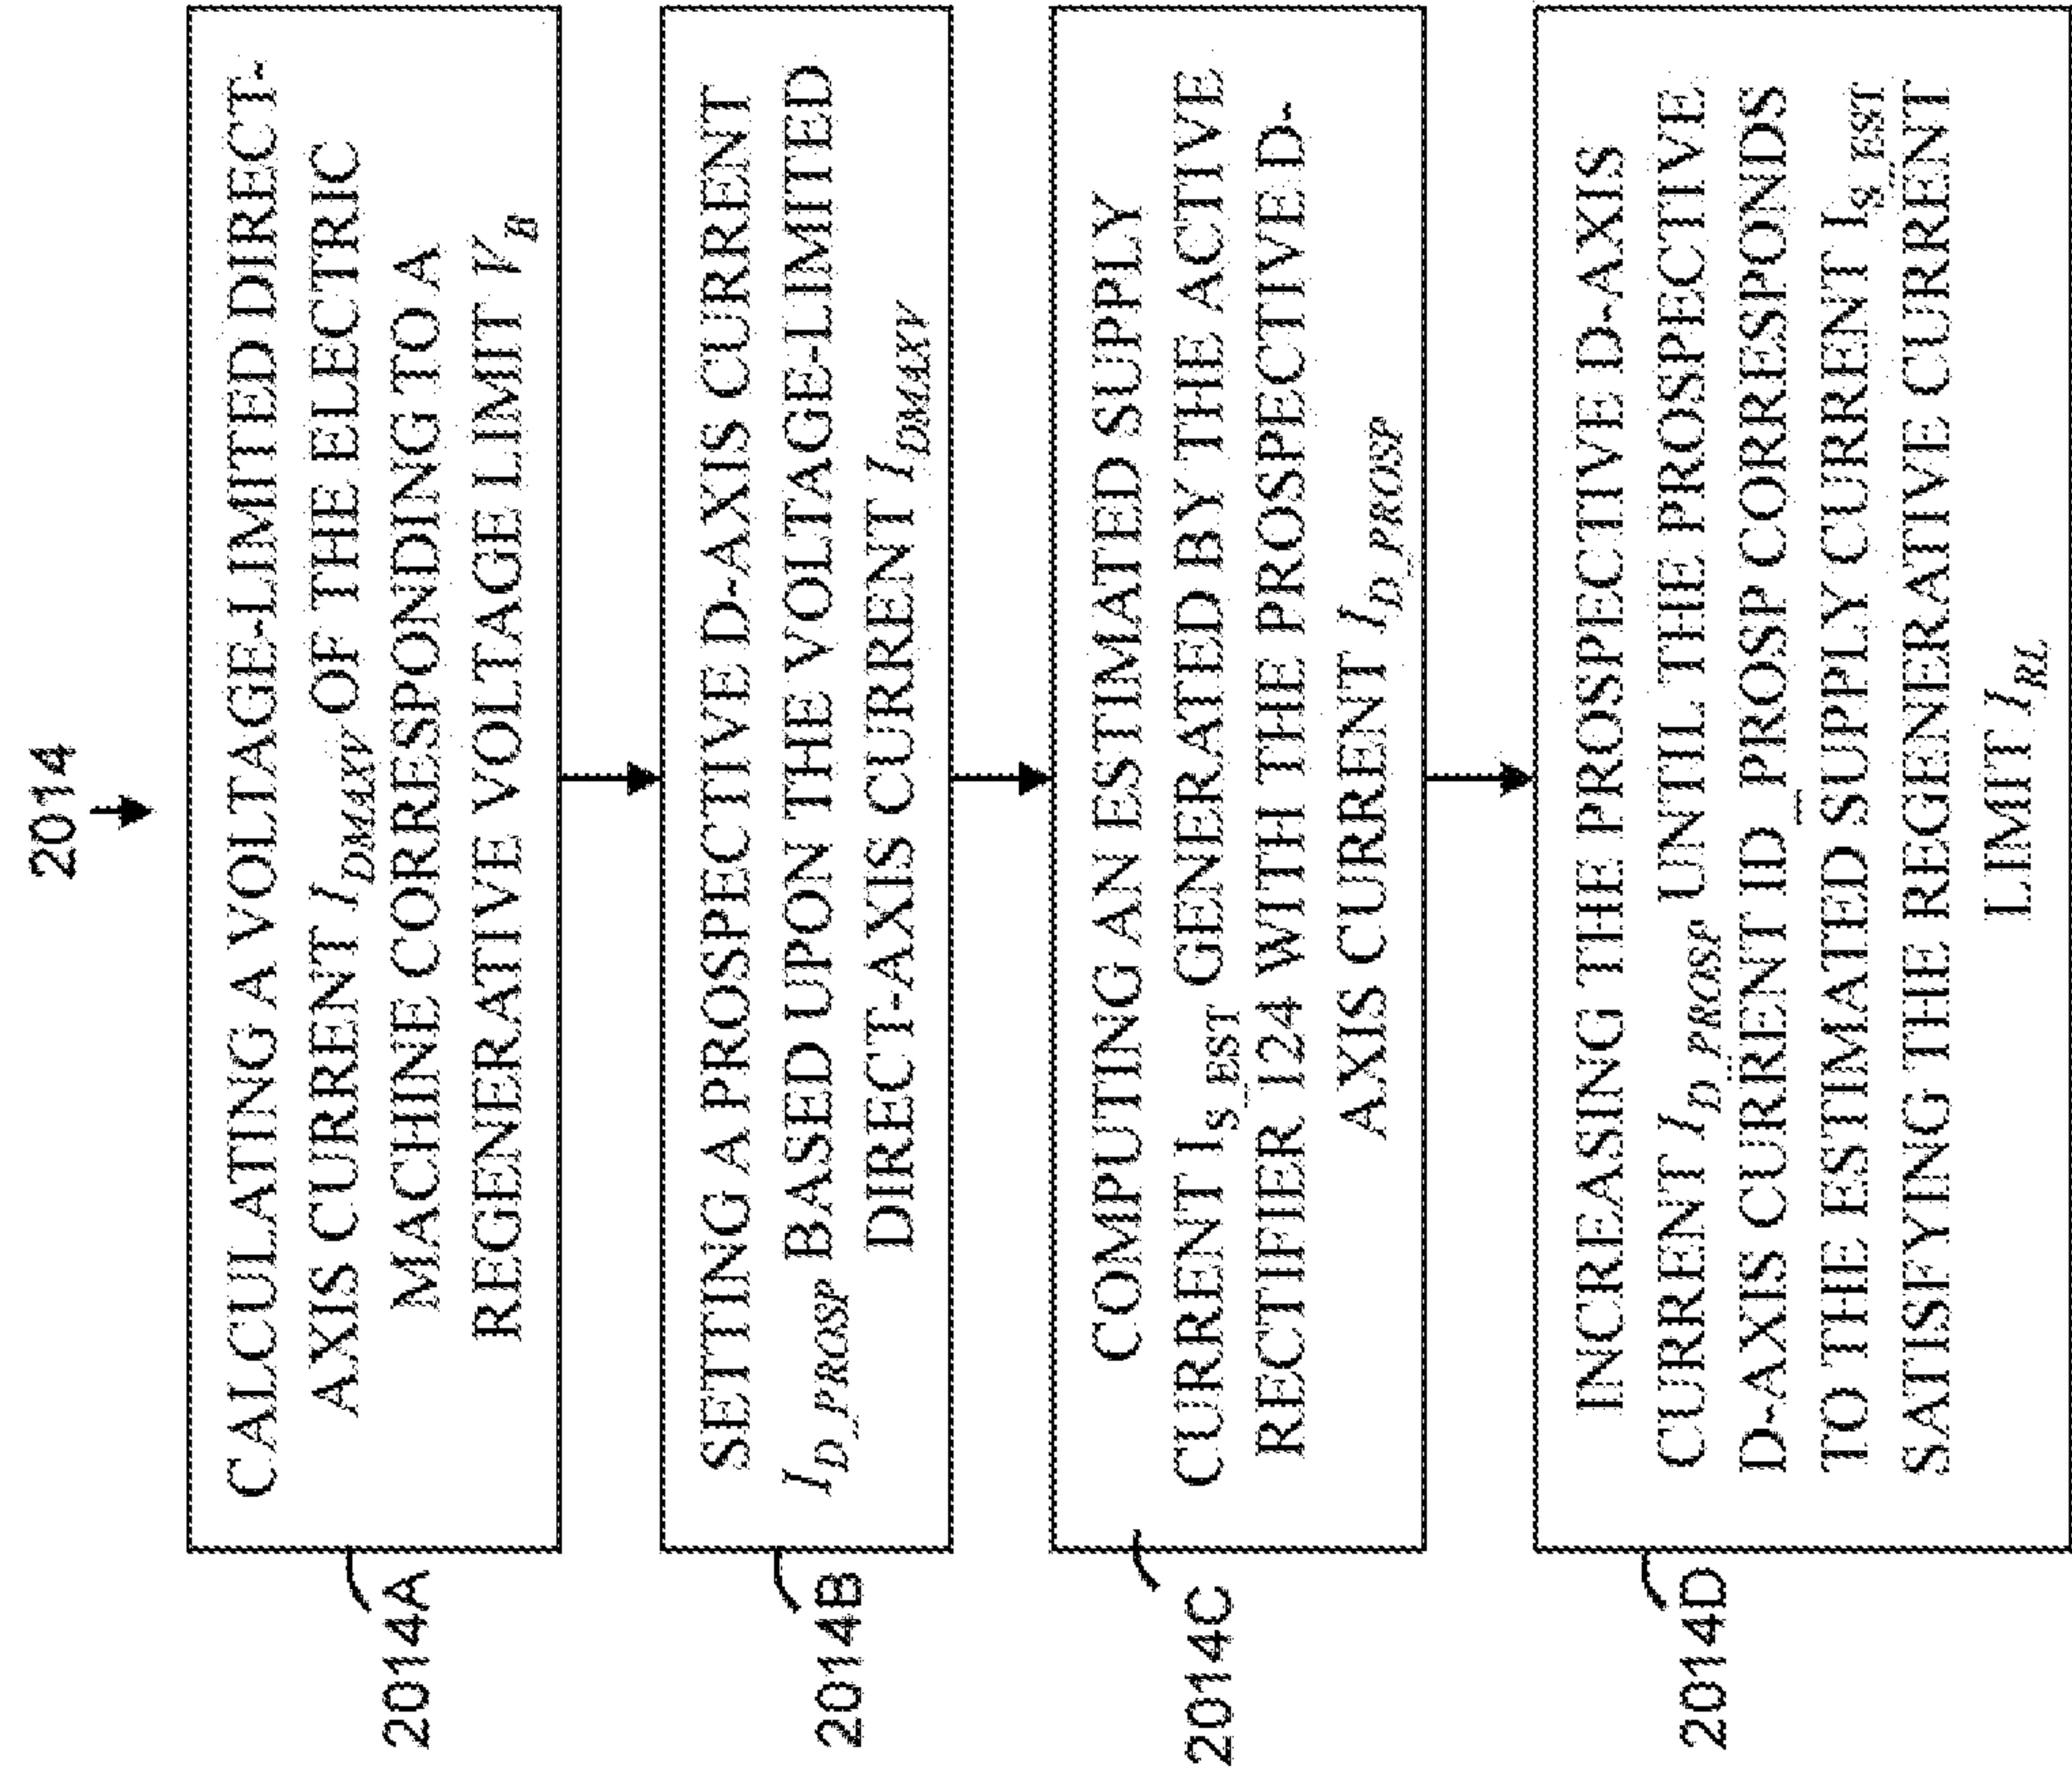 2014
CALCULATING A VOLTAGE-LIMITED DIRECT-
AXIS CURRENT I_DMAXV OF THE ELECTRIC
MACHINE CORRESPONDING TO A
REGENERATIVE VOLTAGE LIMIT V_B
2014A
SETTING A PROSPECTIVE D-AXIS CURRENT
I_D_PROSP BASED UPON THE VOLTAGE-LIMITED
DIRECT-AXIS CURRENT I_DMAXV
2014B
COMPUTING AN ESTIMATED SUPPLY
CURRENT I_S_EST GENERATED BY THE ACTIVE
RECTIFIER 124 WITH THE PROSPECTIVE D-
AXIS CURRENT I_D_PROSP
2014C
INCREASING THE PROSPECTIVE D-AXIS
CURRENT I_D_PROSP UNTIL THE PROSPECTIVE
D-AXIS CURRENT ID_PROSP CORRESPONDS
TO THE ESTIMATED SUPPLY CURRENT I_S_EST
SATISFYING THE REGENERATIVE CURRENT
LIMIT I_RL
2014D